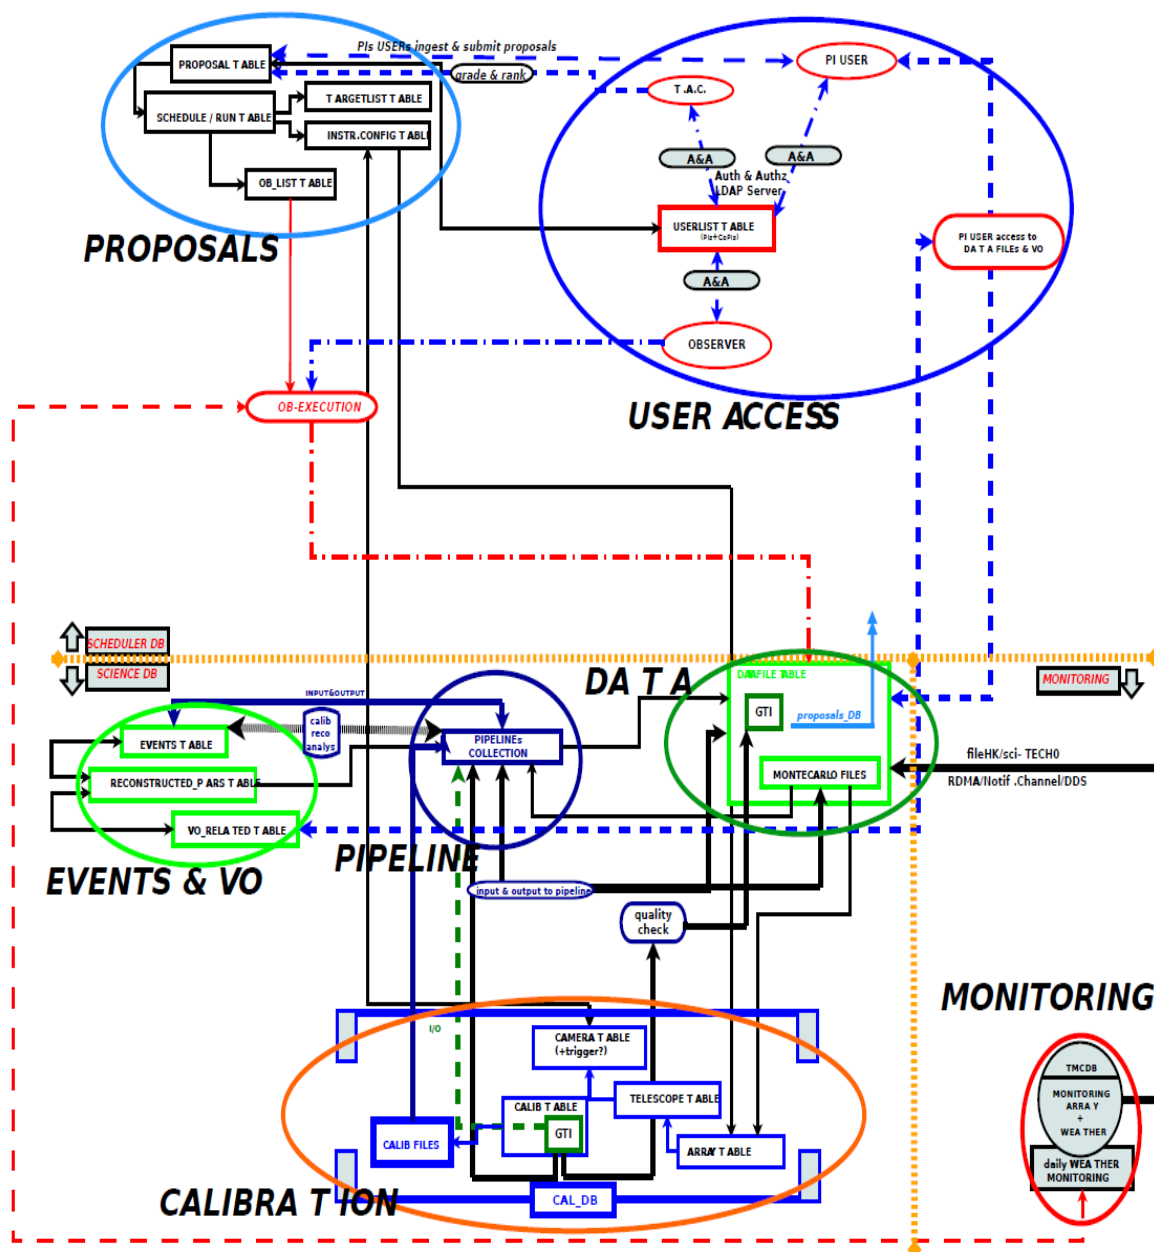 PIs USERs ingest & submit proposals
PROPOSAL T ABLE
grade & rank
PI USER
T .A.C.
T ARGETLIST T ABLE
SCHEDULE / RUN T ABLE
INSTR.CONFIG T ABLE
OB_LIST T ABLE
PROPOSALS
A&A
A&A
Auth & Authz
LDAP Server
USERLIST T ABLE
(PIs+CoPIs)
A&A
OBSERVER
PI USER access to
DA T A FILEs & VO
USER ACCESS
OB-EXECUTION
SCHEDULER DB
SCIENCE DB
MONITORING
DA T A
DATAFILE TABLE
GTI
proposals_DB
MONTECARLO FILES
fileHK/sci- TECH0
RDMA/Notif .Channel/DDS
INPUT&OUTPUT
calib
reco
analys
PIPELINEs
COLLECTION
EVENTS T ABLE
RECONSTRUCTED_P ARS T ABLE
VO_RELA TED T ABLE
EVENTS & VO
PIPELINE
input & output to pipeline
quality
check
I/O
CAMERA T ABLE
(+trigger?)
TELESCOPE T ABLE
CALIB T ABLE
GTI
ARRAY T ABLE
CALIB FILES
CAL_DB
CALIBRA T ION
MONITORING
TMCDB
MONITORING
ARRA Y
+
WEA THER
daily WEA THER
MONITORING